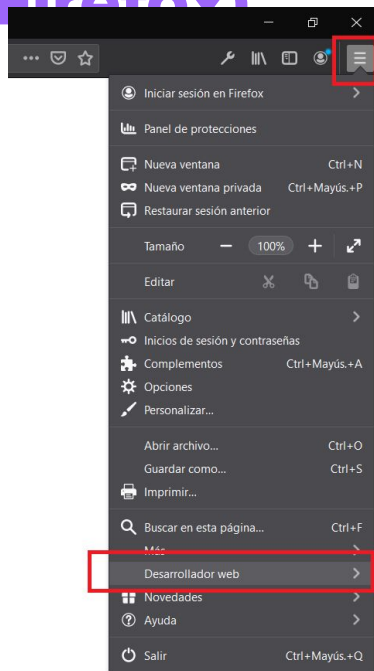 Firefox)
Iniciar sesión en Firefox
Panel de protecciones
Nueva ventana Ctrl+N
Nueva ventana privada Ctrl+Mayús.+P
Restaurar sesión anterior
Tamaño 100%
Editar
Catálogo
Inicios de sesión y contraseñas
Complementos Ctrl+Mayús.+A
Opciones
Personalizar...
Abrir archivo... Ctrl+O
Guardar como... Ctrl+S
Imprimir...
Buscar en esta página... Ctrl+F
Más
Desarrollador web
Novedades
Ayuda
Salir Ctrl+Mayús.+Q